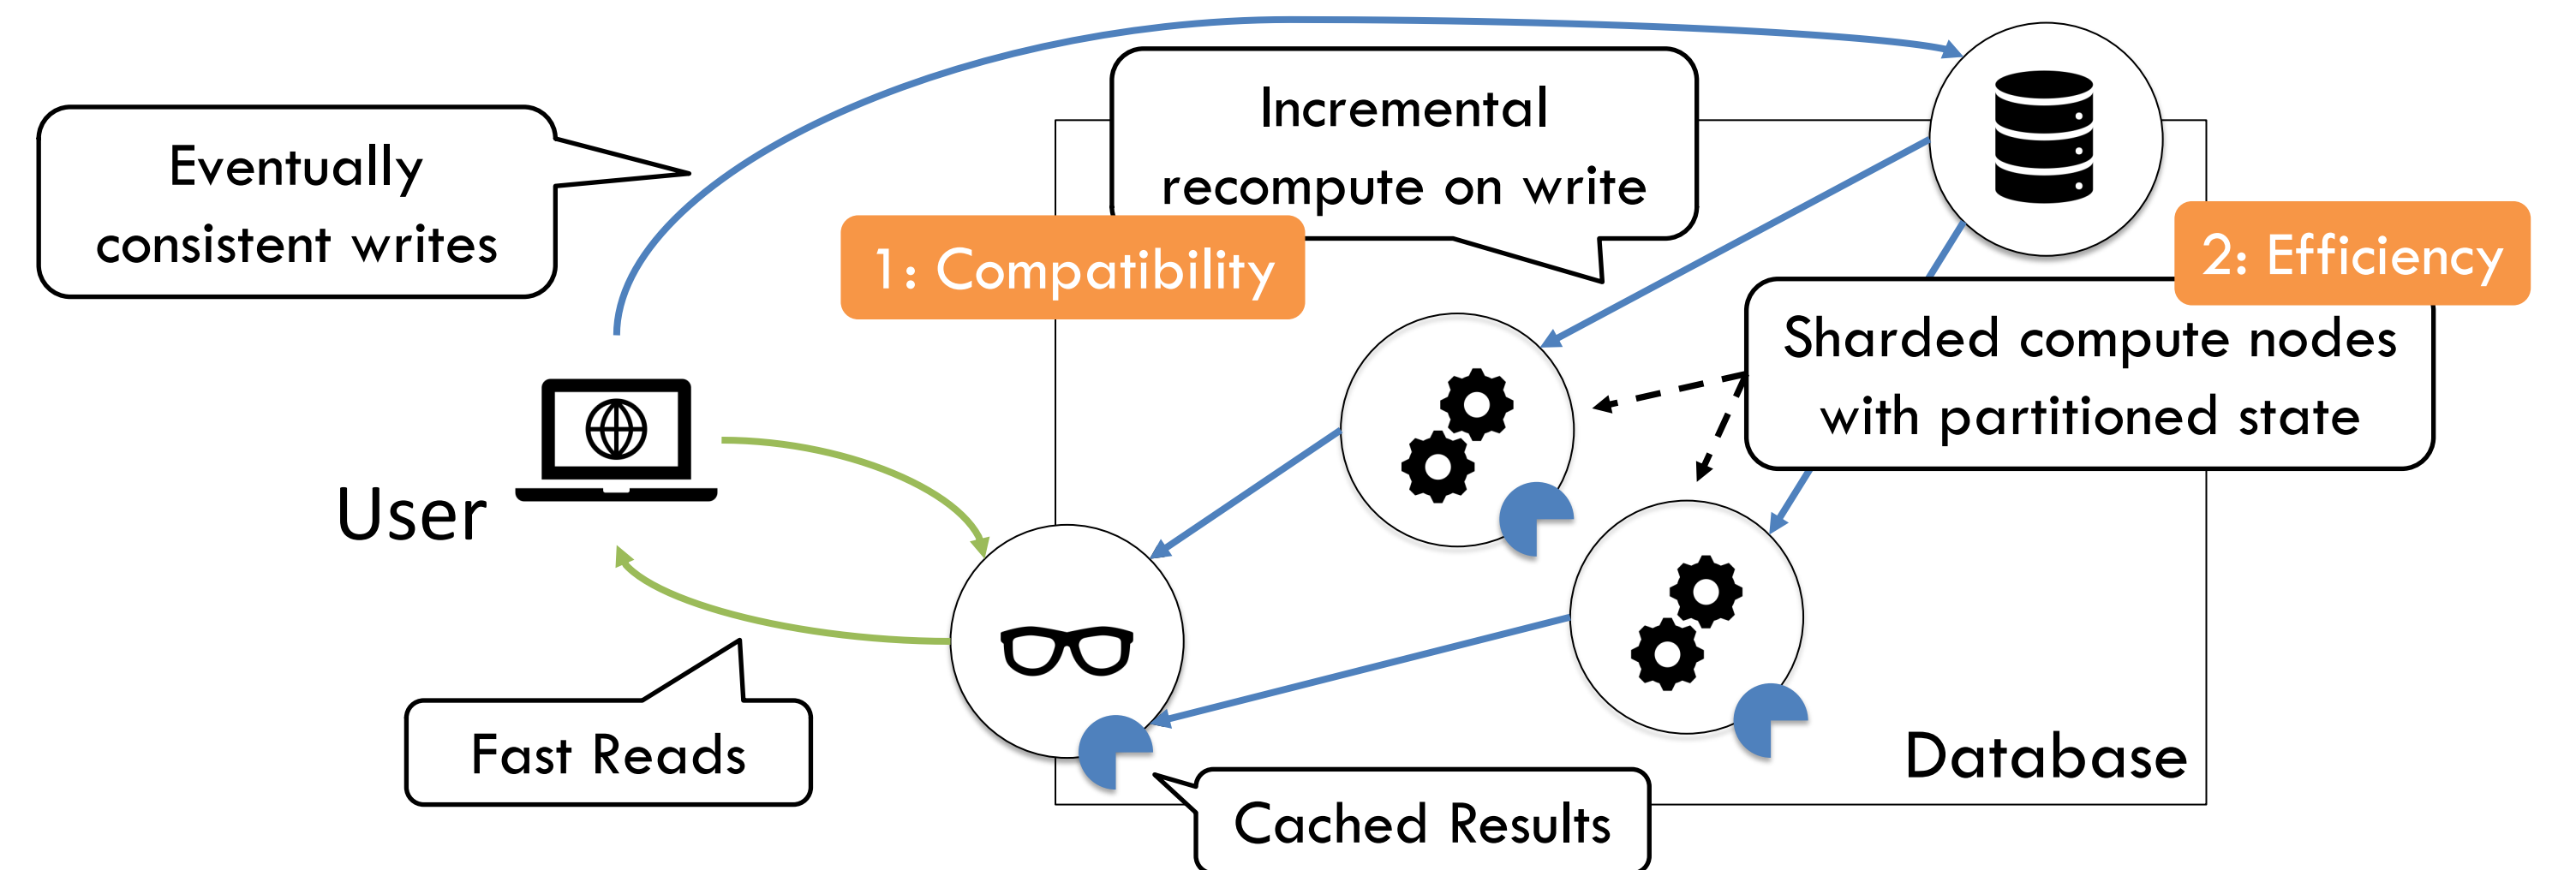 Incremental
recompute on write
Eventually
consistent writes
1: Compatibility
2: Efficiency
Sharded compute nodes
with partitioned state
User
Fast Reads
Database
Cached Results